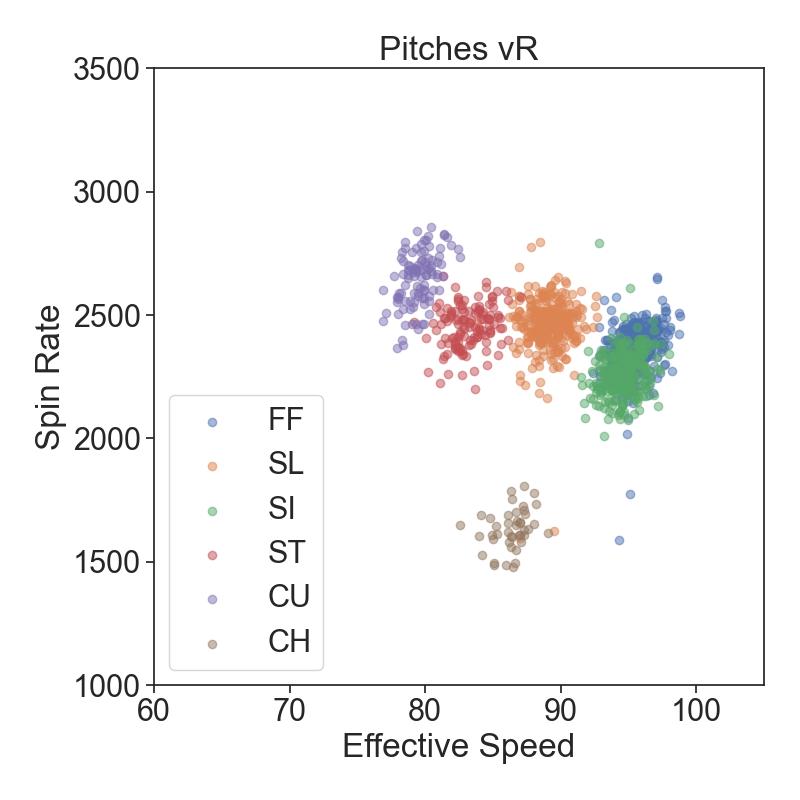 Pitches vR
3500
3000
2500
2000
1500
1000
Spin Rate
FF
SL
SI
ST
CU
CH
60 70 80 90 100
Effective Speed